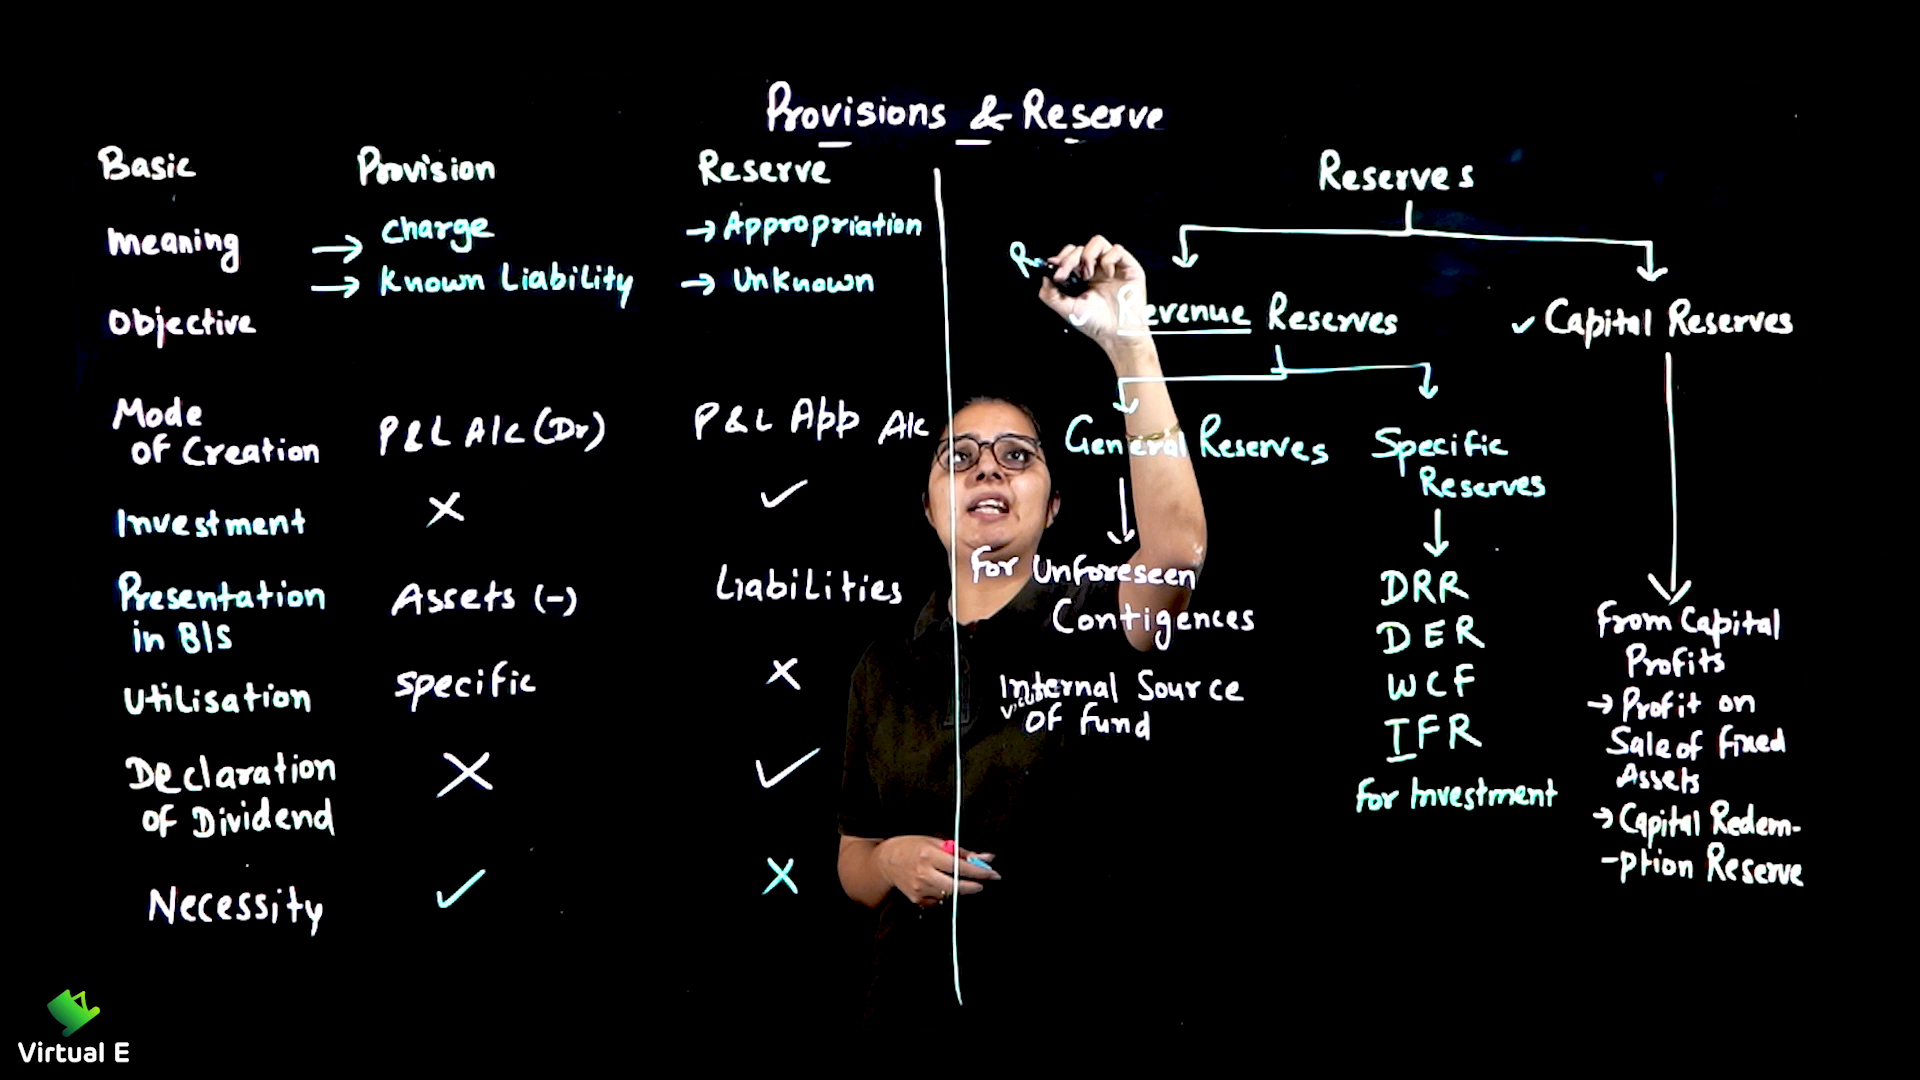 Provisions & Reserve
Basic Provision Reserve
Meaning → Charge → Appropriation
→ Known Liability → Unknown
Objective
Mode
of Creation P&L A/c (Dr) P & L App A/c
Investment × ✓
Presentation
in B/S Assets (-) Liabilities
Utilisation specific ×
Declaration
of Dividend × ✓
Necessity ✓ ×
Reserves
Revenue Reserves
✓ Capital Reserves
General Reserves
Specific
Reserves
For Unforeseen
Contigences
Internal Source
of Fund
DRR
DER
WCF
IFR
For Investment
From Capital
Profits
→ Profit on
Sale of Fixed
Assets
→ Capital Redem-
-ption Reserve
Virtual E